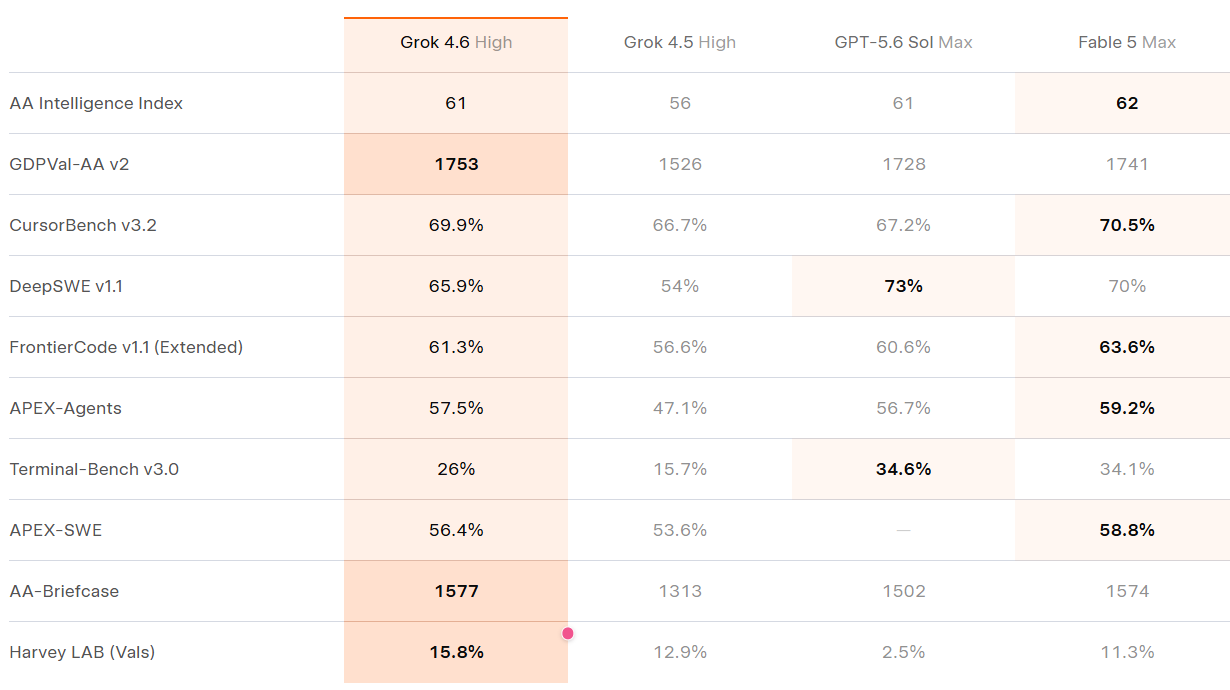 Grok 4.6 High Grok 4.5 High GPT-5.6 Sol Max Fable 5 Max
AA Intelligence Index 61 56 61 62
GDPVal-AA v2 1753 1526 1728 1741
CursorBench v3.2 69.9% 66.7% 67.2% 70.5%
DeepSWE v1.1 65.9% 54% 73% 70%
FrontierCode v1.1 (Extended) 61.3% 56.6% 60.6% 63.6%
APEX-Agents 57.5% 47.1% 56.7% 59.2%
Terminal-Bench v3.0 26% 15.7% 34.6% 34.1%
APEX-SWE 56.4% 53.6% — 58.8%
AA-Briefcase 1577 1313 1502 1574
Harvey LAB (Vals) 15.8% 12.9% 2.5% 11.3%